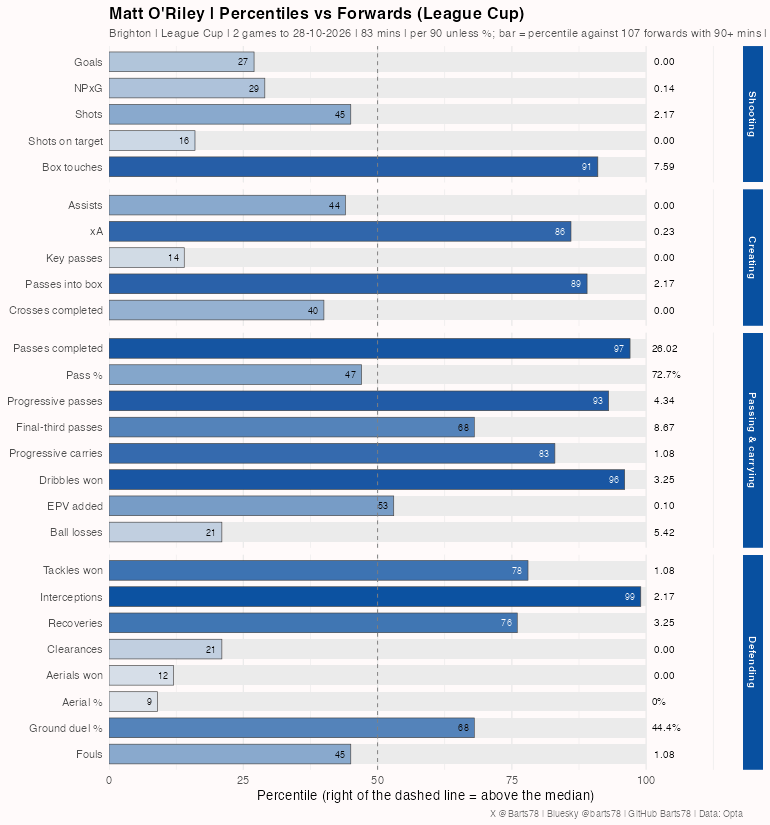 Matt O'Riley | Percentiles vs Forwards (League Cup)
Brighton | League Cup | 2 games to 28-10-2026 | 83 mins | per 90 unless %; bar = percentile against 107 forwards with 90+ mins |
Goals 27 0.00
NPxG 29 0.14
Shots 45 2.17
Shots on target 16 0.00
Box touches 91 7.59
Shooting
Assists 44 0.00
xA 86 0.23
Key passes 14 0.00
Passes into box 89 2.17
Crosses completed 40 0.00
Creating
Passes completed 97 26.02
Pass % 47 72.7%
Progressive passes 93 4.34
Final-third passes 68 8.67
Progressive carries 83 1.08
Dribbles won 96 3.25
EPV added 53 0.10
Ball losses 21 5.42
Passing & carrying
Tackles won 78 1.08
Interceptions 99 2.17
Recoveries 76 3.25
Clearances 21 0.00
Aerials won 12 0.00
Aerial % 9 0%
Ground duel % 68 44.4%
Fouls 45 1.08
Defending
0 25 50 75 100
Percentile (right of the dashed line = above the median)
X @Barts78 | Bluesky @barts78 | GitHub Barts78 | Data: Opta